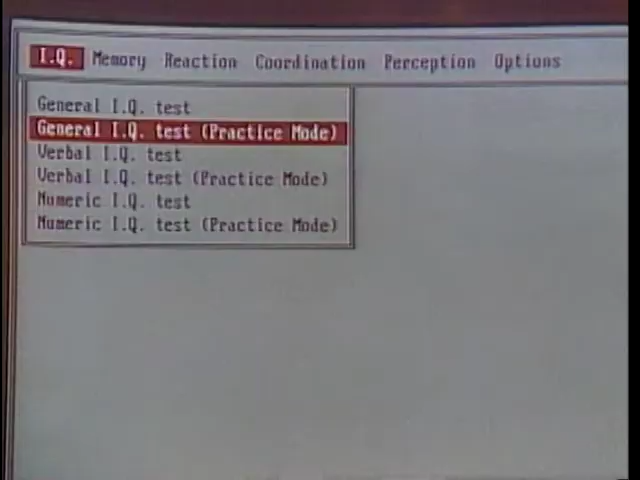 I.Q. Memory Reaction Coordination Perception Options
General I.Q. test
General I.Q. test (Practice Mode)
Verbal I.Q. test
Verbal I.Q. test (Practice Mode)
Numeric I.Q. test
Numeric I.Q. test (Practice Mode)